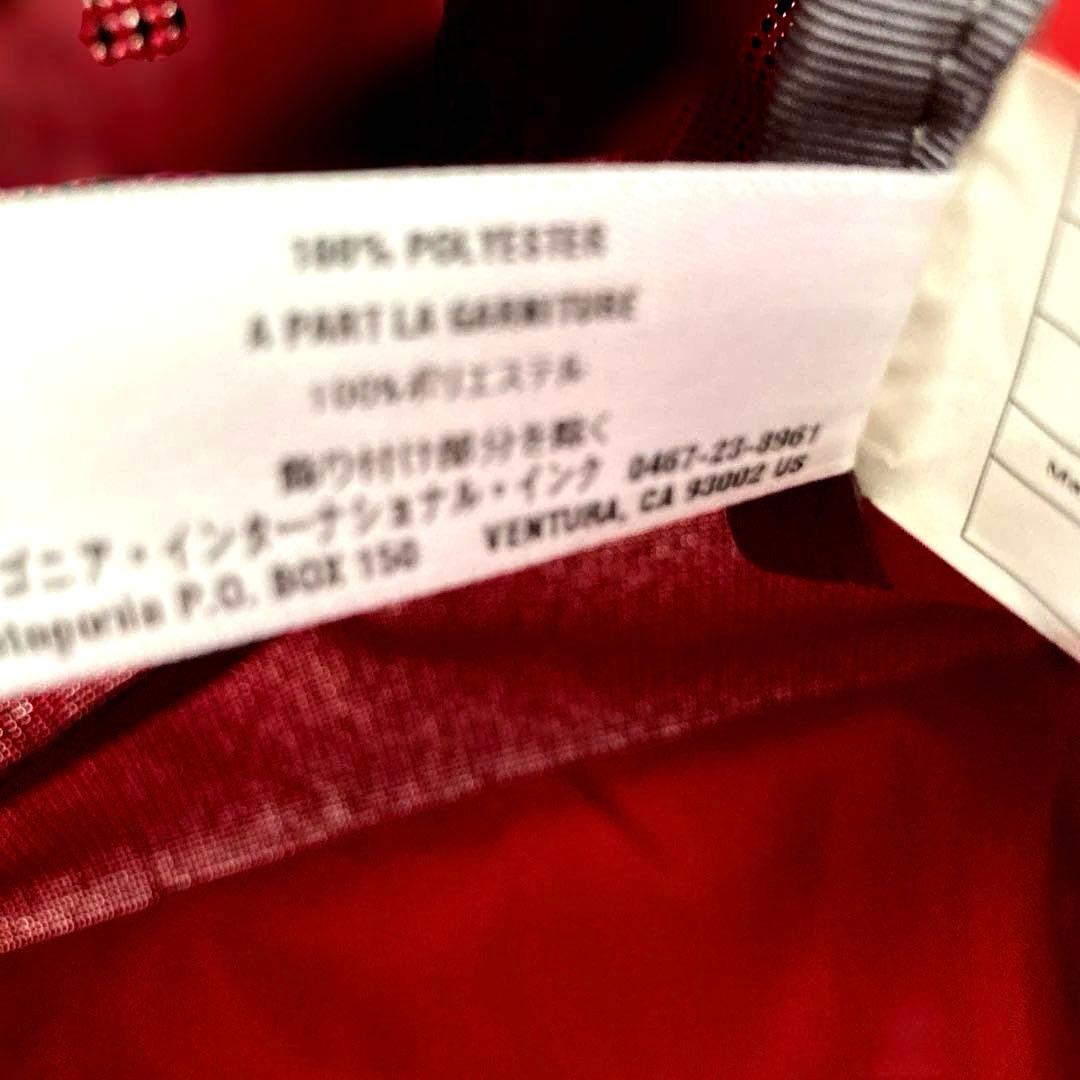 100% POLYESTER
A PART LA GARNITURE
100%ポリエステル
飾り付け部分を除く
ゴニア・インターナショナル・インク 0467-23-8961
P.O. BOX 150 VENTURA, CA 93002 US